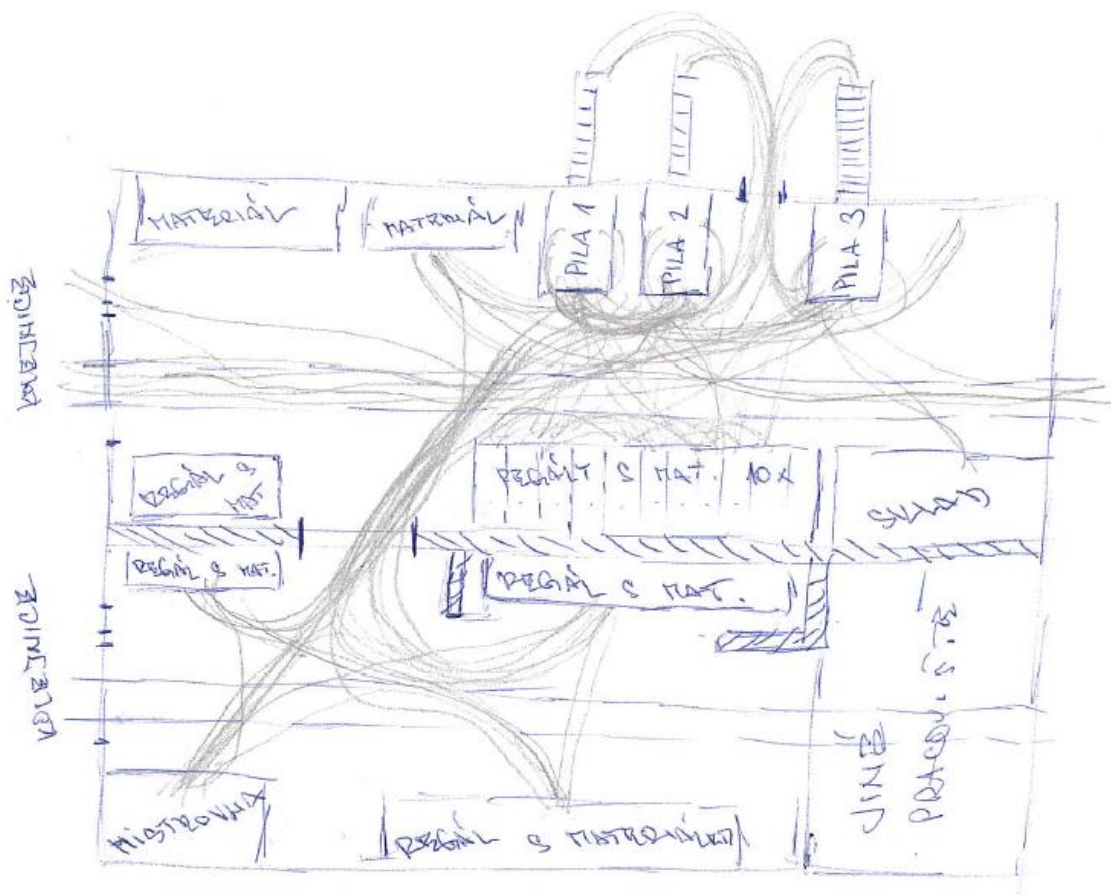 MATERIÁL
MATERIÁL
PILA 1
PILA 2
PILA 3
KOLEJNICE
REGÁL S
MAT.
REGÁLY S MAT. 10x
REGÁL S MAT.
REGÁL S MAT.
KOLEJNICE
JINÉ
PRACOVIŠTĚ
MISTROVNA
REGÁL S MATERIÁLEM